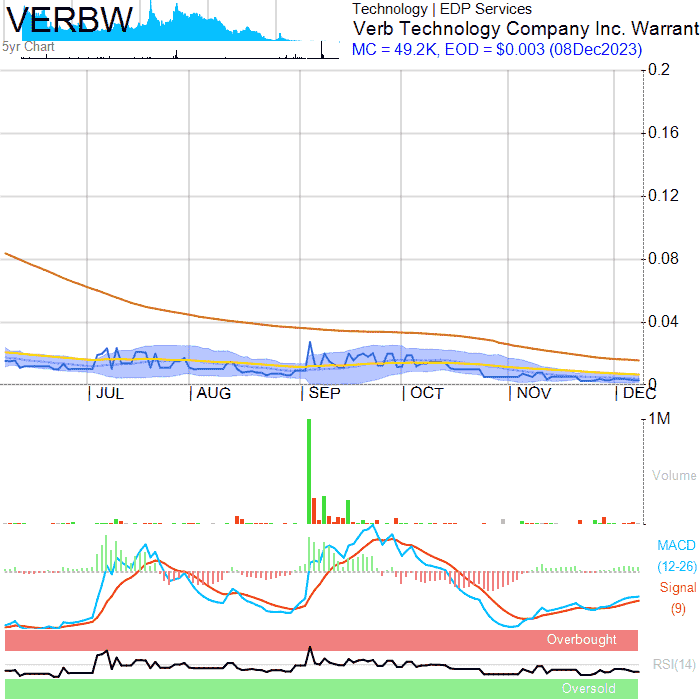 VERBW
Technology | EDP Services
Verb Technology Company Inc. Warrant
5yr Chart
MC = 49.2K, EOD = $0.003 (08Dec2023)
0.2
0.16
0.12
0.08
0.04
0
JUL AUG SEP OCT NOV DEC
1M
Volume
MACD
(12-26)
Signal
(9)
Overbought
RSI(14)
Oversold